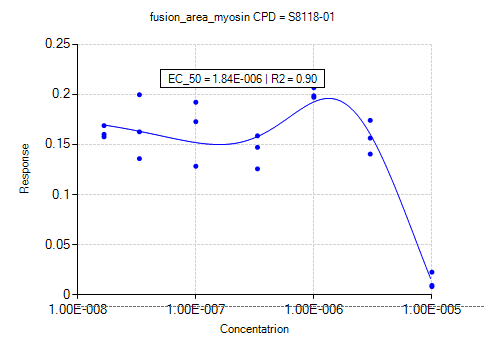 fusion_area_myosin CPD = S8118-01
0.25
EC_50 = 1.84E-006 | R2 = 0.90
0.2
0.15
Response
0.1
0.05
0
1.00E-008 1.00E-007 1.00E-006 1.00E-005
Concentatrion